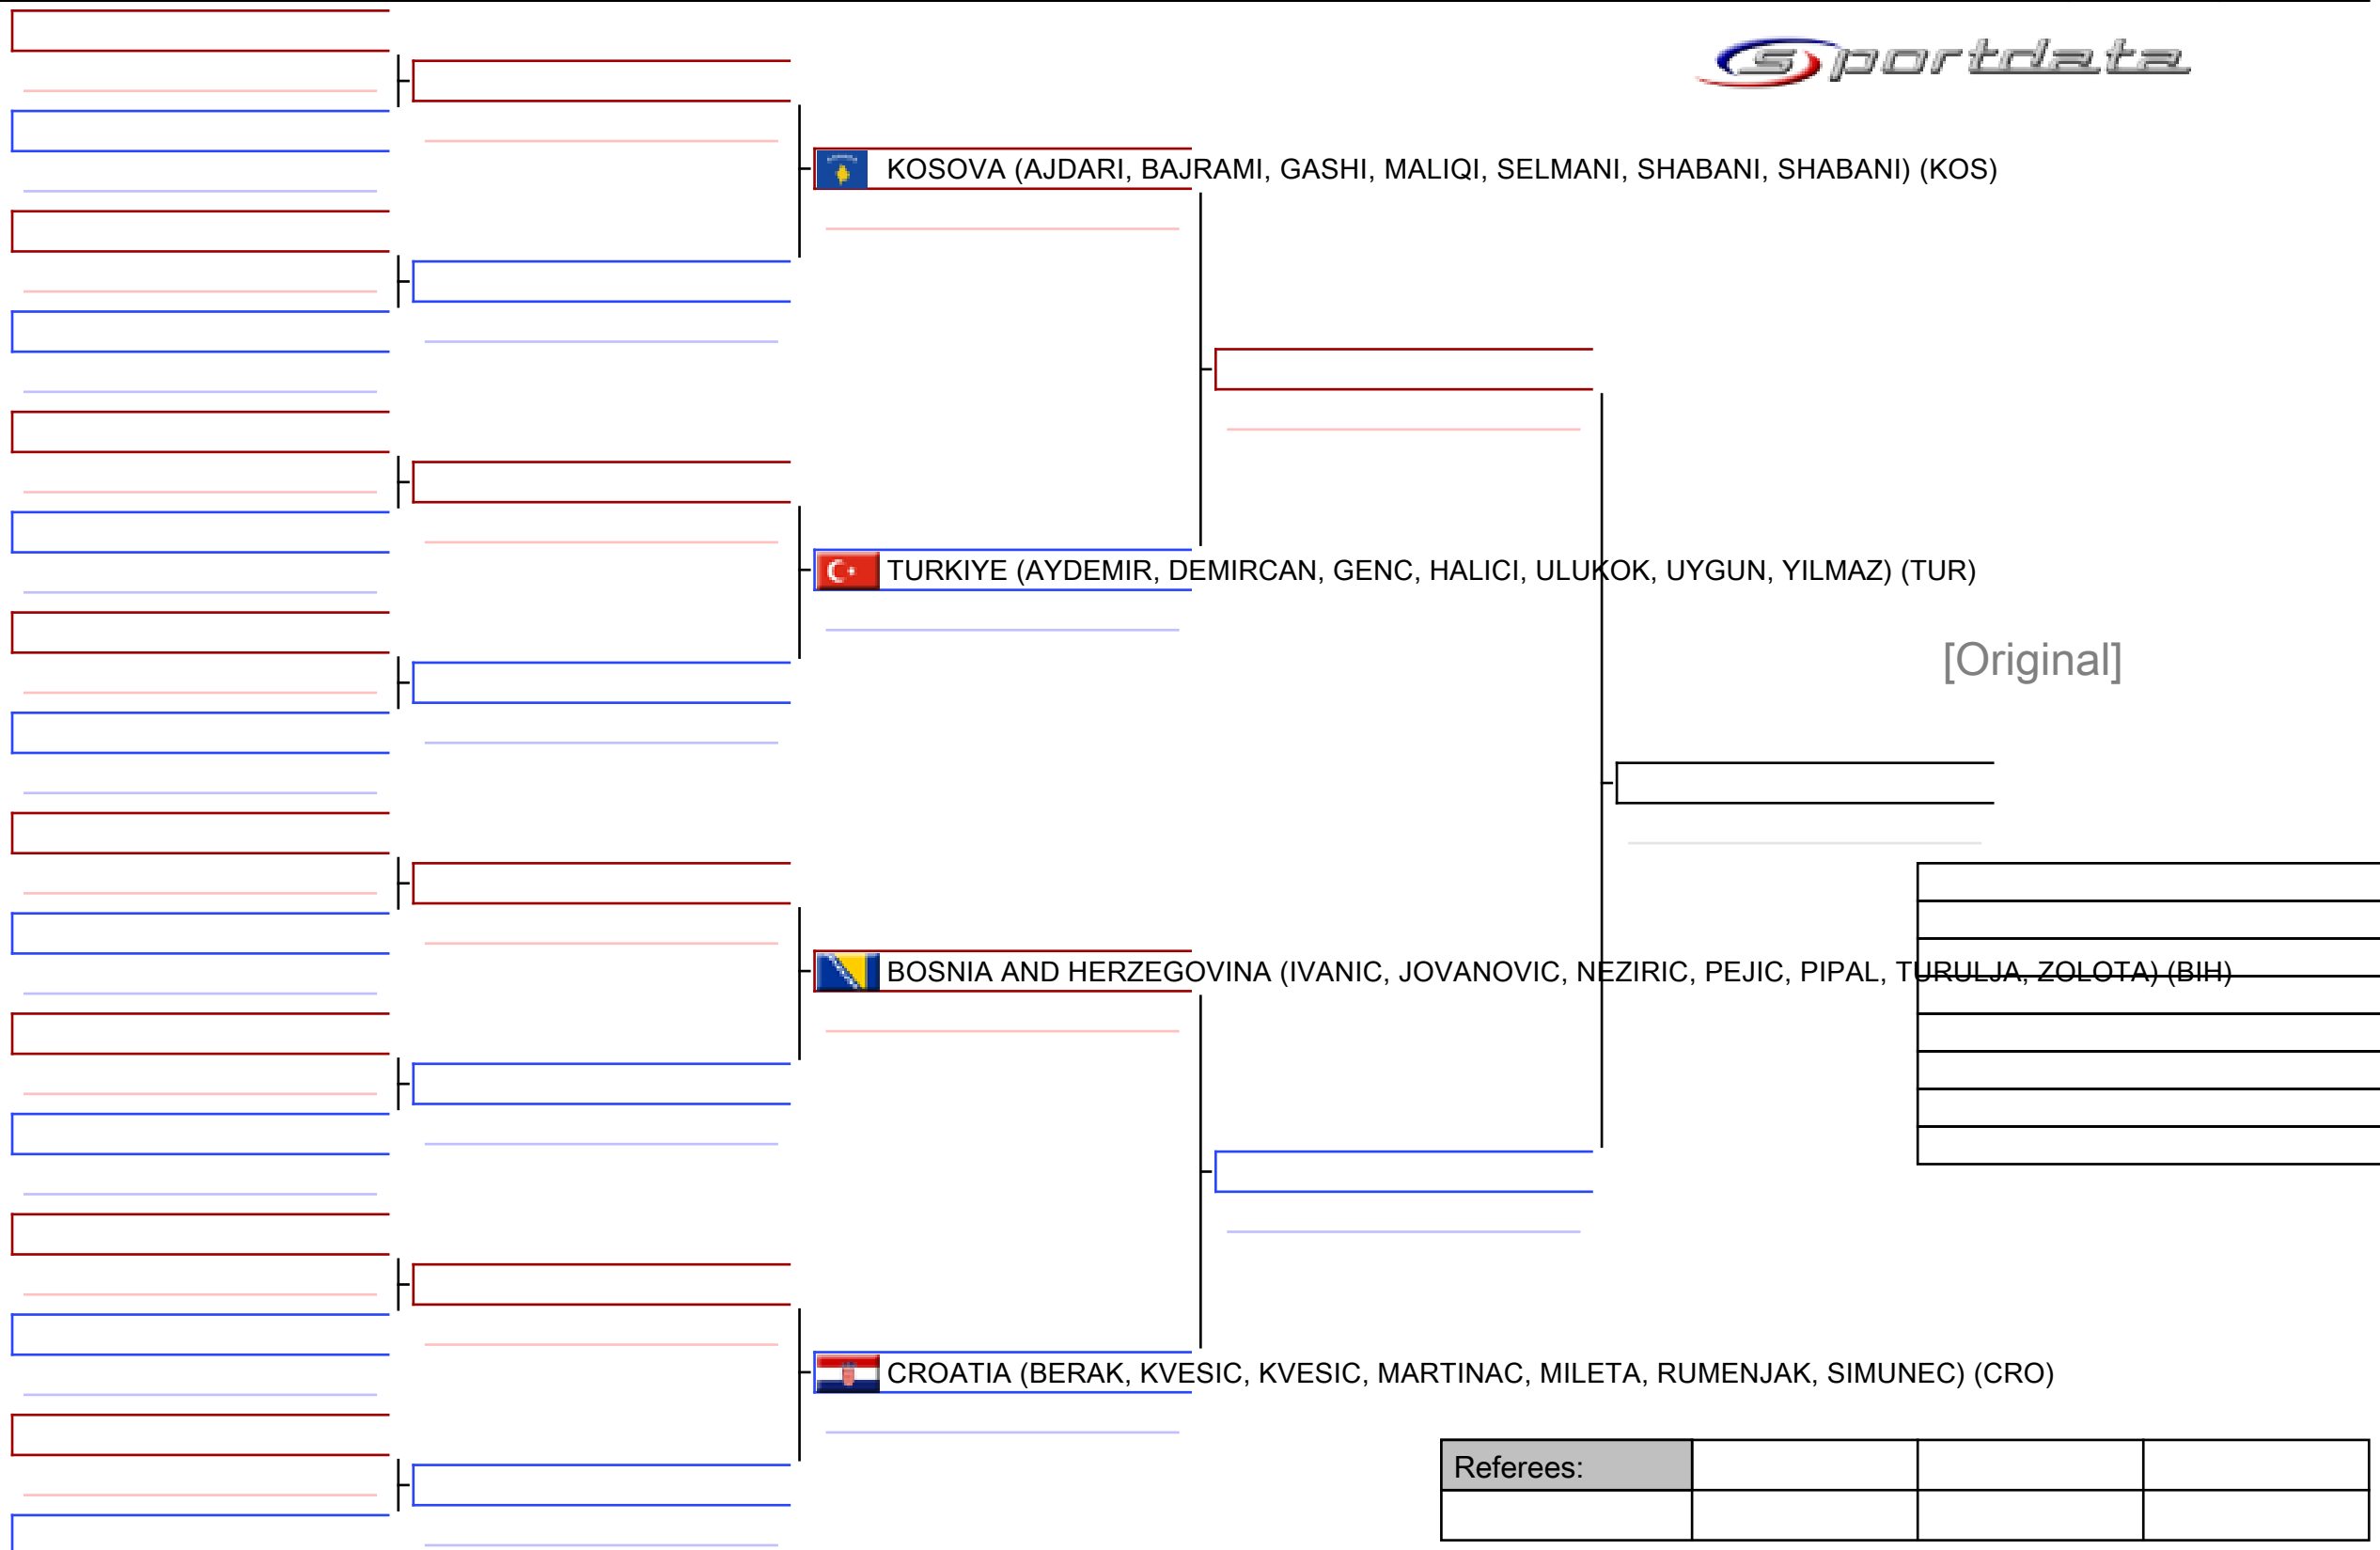 sportdata
KOSOVA (AJDARI, BAJRAMI, GASHI, MALIQI, SELMANI, SHABANI, SHABANI) (KOS)
TURKIYE (AYDEMIR, DEMIRCAN, GENC, HALICI, ULUKOK, UYGUN, YILMAZ) (TUR)
[Original]
BOSNIA AND HERZEGOVINA (IVANIC, JOVANOVIC, NEZIRIC, PEJIC, PIPAL, TURULJA, ZOLOTA) (BIH)
CROATIA (BERAK, KVESIC, KVESIC, MARTINAC, MILETA, RUMENJAK, SIMUNEC) (CRO)
Referees: